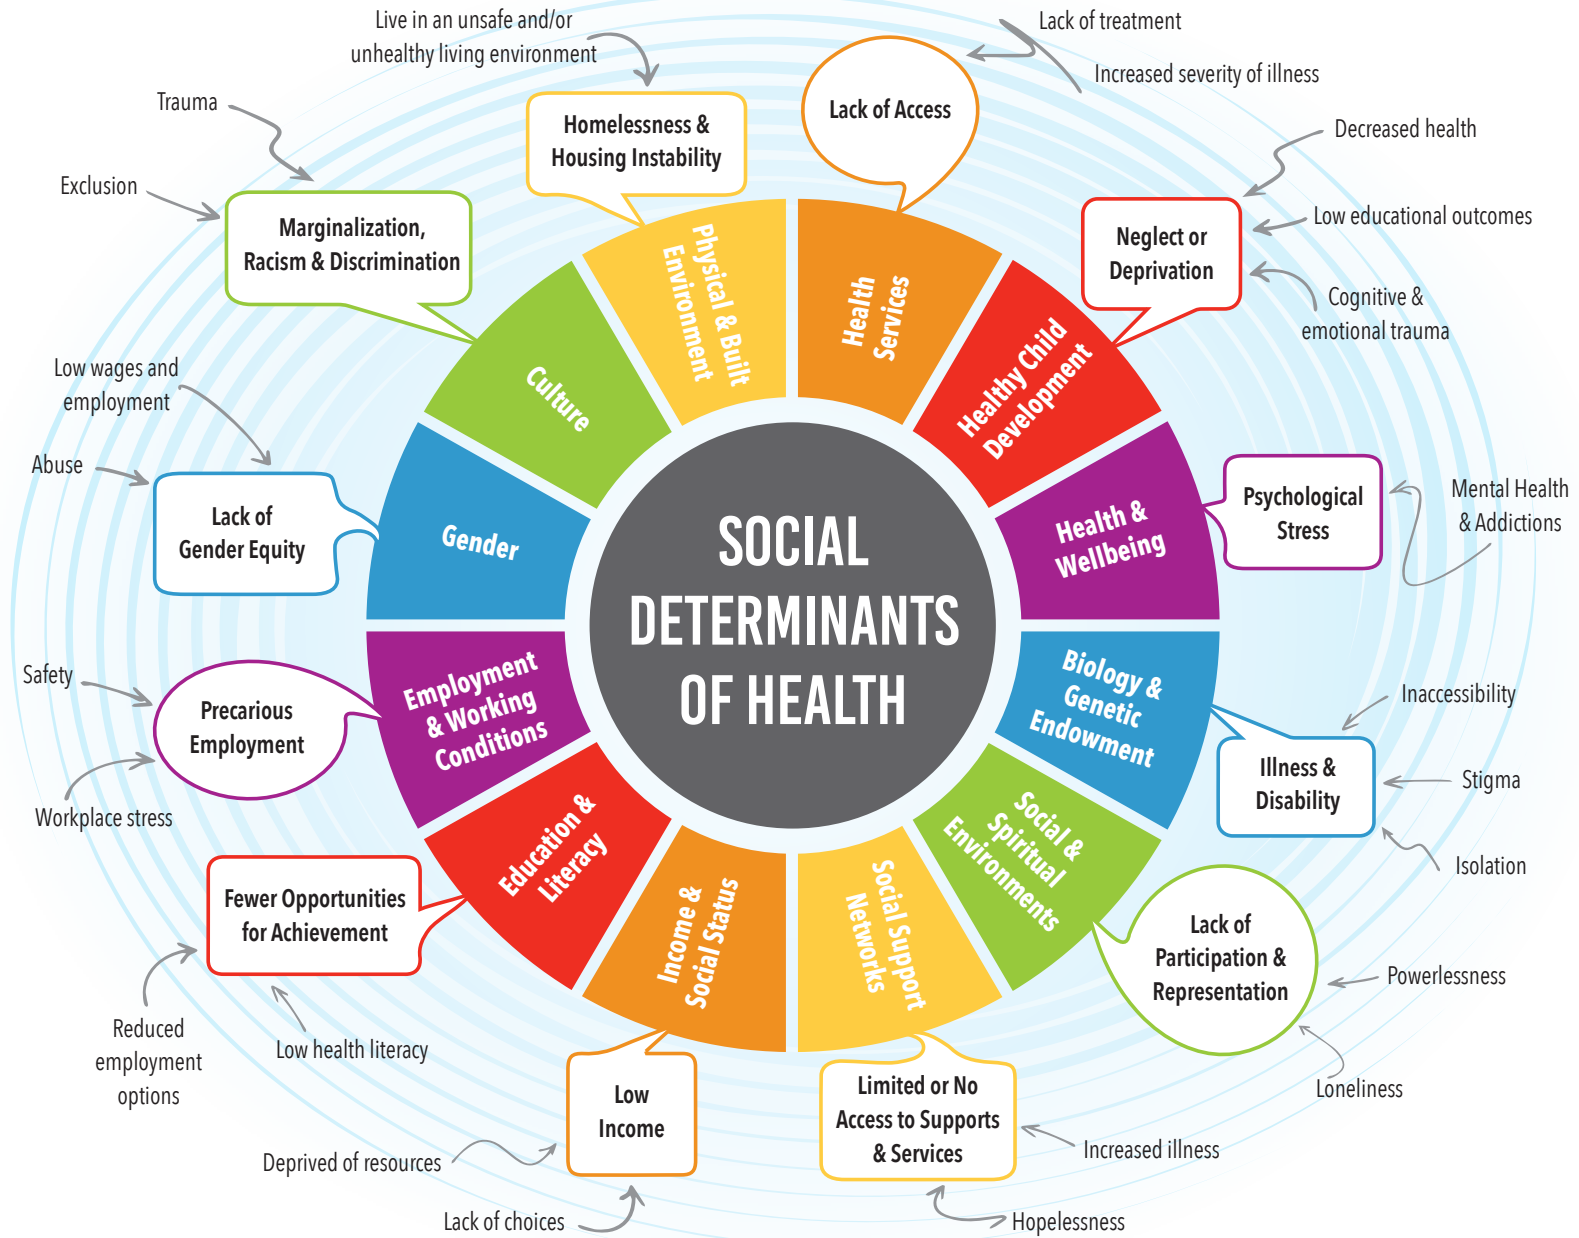 Live in an unsafe and/or
unhealthy living environment
Lack of treatment
Increased severity of illness
Trauma
Exclusion
Homelessness &
Housing Instability
Lack of Access
Decreased health
Low educational outcomes
Cognitive &
emotional trauma
Marginalization,
Racism & Discrimination
Neglect or
Deprivation
Physical & Built
Environment
Health
Services
Healthy Child
Development
Culture
Low wages and
employment
Abuse
Lack of
Gender Equity
Gender
Health &
Wellbeing
Psychological
Stress
Mental Health
& Addictions
SOCIAL
DETERMINANTS
OF HEALTH
Safety
Precarious
Employment
Workplace stress
Employment
& Working
Conditions
Biology &
Genetic
Endowment
Illness &
Disability
Inaccessibility
Stigma
Isolation
Education &
Literacy
Fewer Opportunities
for Achievement
Reduced
employment
options
Low health literacy
Income &
Social Status
Social Support
Networks
Social &
Spiritual
Environments
Lack of
Participation &
Representation
Powerlessness
Loneliness
Low
Income
Deprived of resources
Lack of choices
Limited or No
Access to Supports
& Services
Increased illness
Hopelessness